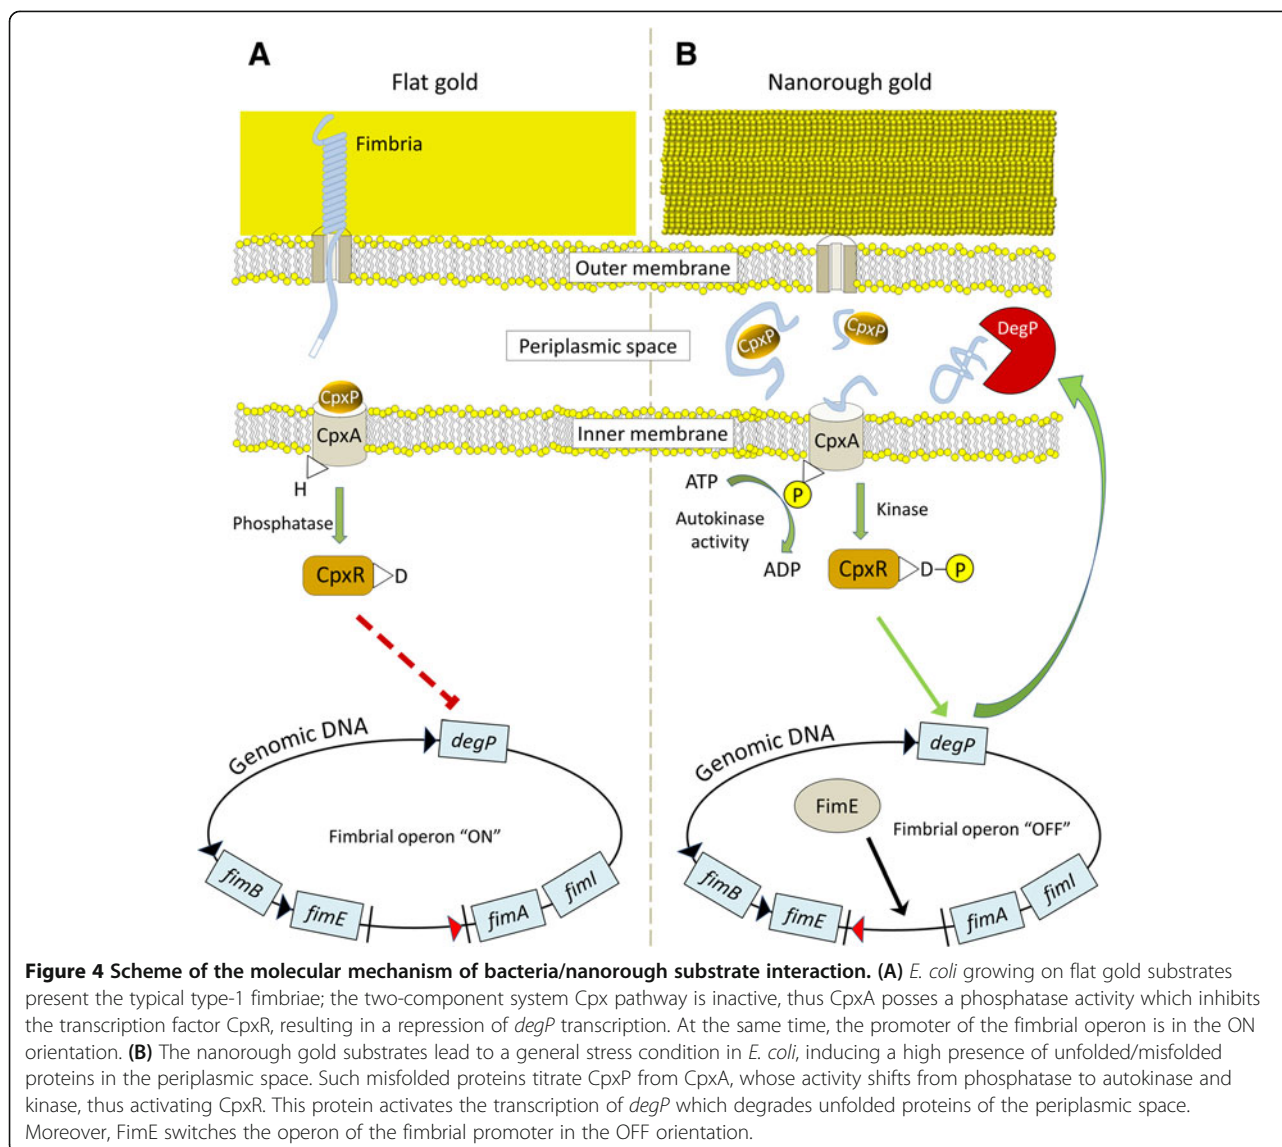 A
B
Flat gold
Nanorough gold
Fimbria
Outer membrane
Periplasmic space
CpxP
CpxP
DegP
CpxP
CpxA
Inner membrane
CpxA
H
ATP
P
Phosphatase
Autokinase
activity
Kinase
ADP
CpxR
D
CpxR
D
P
Genomic DNA
degP
Fimbrial operon “ON”
fimB
fimE
fimA
fimI
Genomic DNA
degP
FimE
Fimbrial operon “OFF”
fimB
fimE
fimA
fimI
Figure 4 Scheme of the molecular mechanism of bacteria/nanorough substrate interaction. (A) E. coli growing on flat gold substrates
present the typical type-1 fimbriae; the two-component system Cpx pathway is inactive, thus CpxA posses a phosphatase activity which inhibits
the transcription factor CpxR, resulting in a repression of degP transcription. At the same time, the promoter of the fimbrial operon is in the ON
orientation. (B) The nanorough gold substrates lead to a general stress condition in E. coli, inducing a high presence of unfolded/misfolded
proteins in the periplasmic space. Such misfolded proteins titrate CpxP from CpxA, whose activity shifts from phosphatase to autokinase and
kinase, thus activating CpxR. This protein activates the transcription of degP which degrades unfolded proteins of the periplasmic space.
Moreover, FimE switches the operon of the fimbrial promoter in the OFF orientation.